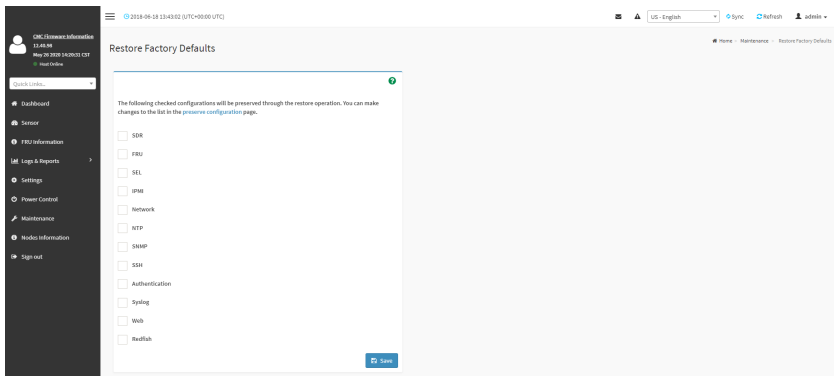 2018-06-18 13:43:02 (UTC+00:00 UTC)
US - English
Sync
Refresh
admin
CMC Firmware Information
12.40.98
May 26 2020 14:20:31 CST
Host Online
Quick Links...
Dashboard
Sensor
FRU Information
Logs & Reports
Settings
Power Control
Maintenance
Nodes Information
Sign out
Restore Factory Defaults
Home > Maintenance > Restore Factory Defaults
The following checked configurations will be preserved through the restore operation. You can make
changes to the list in the preserve configuration page.
SDR
FRU
SEL
IPMI
Network
NTP
SNMP
SSH
Authentication
Syslog
Web
Redfish
Save